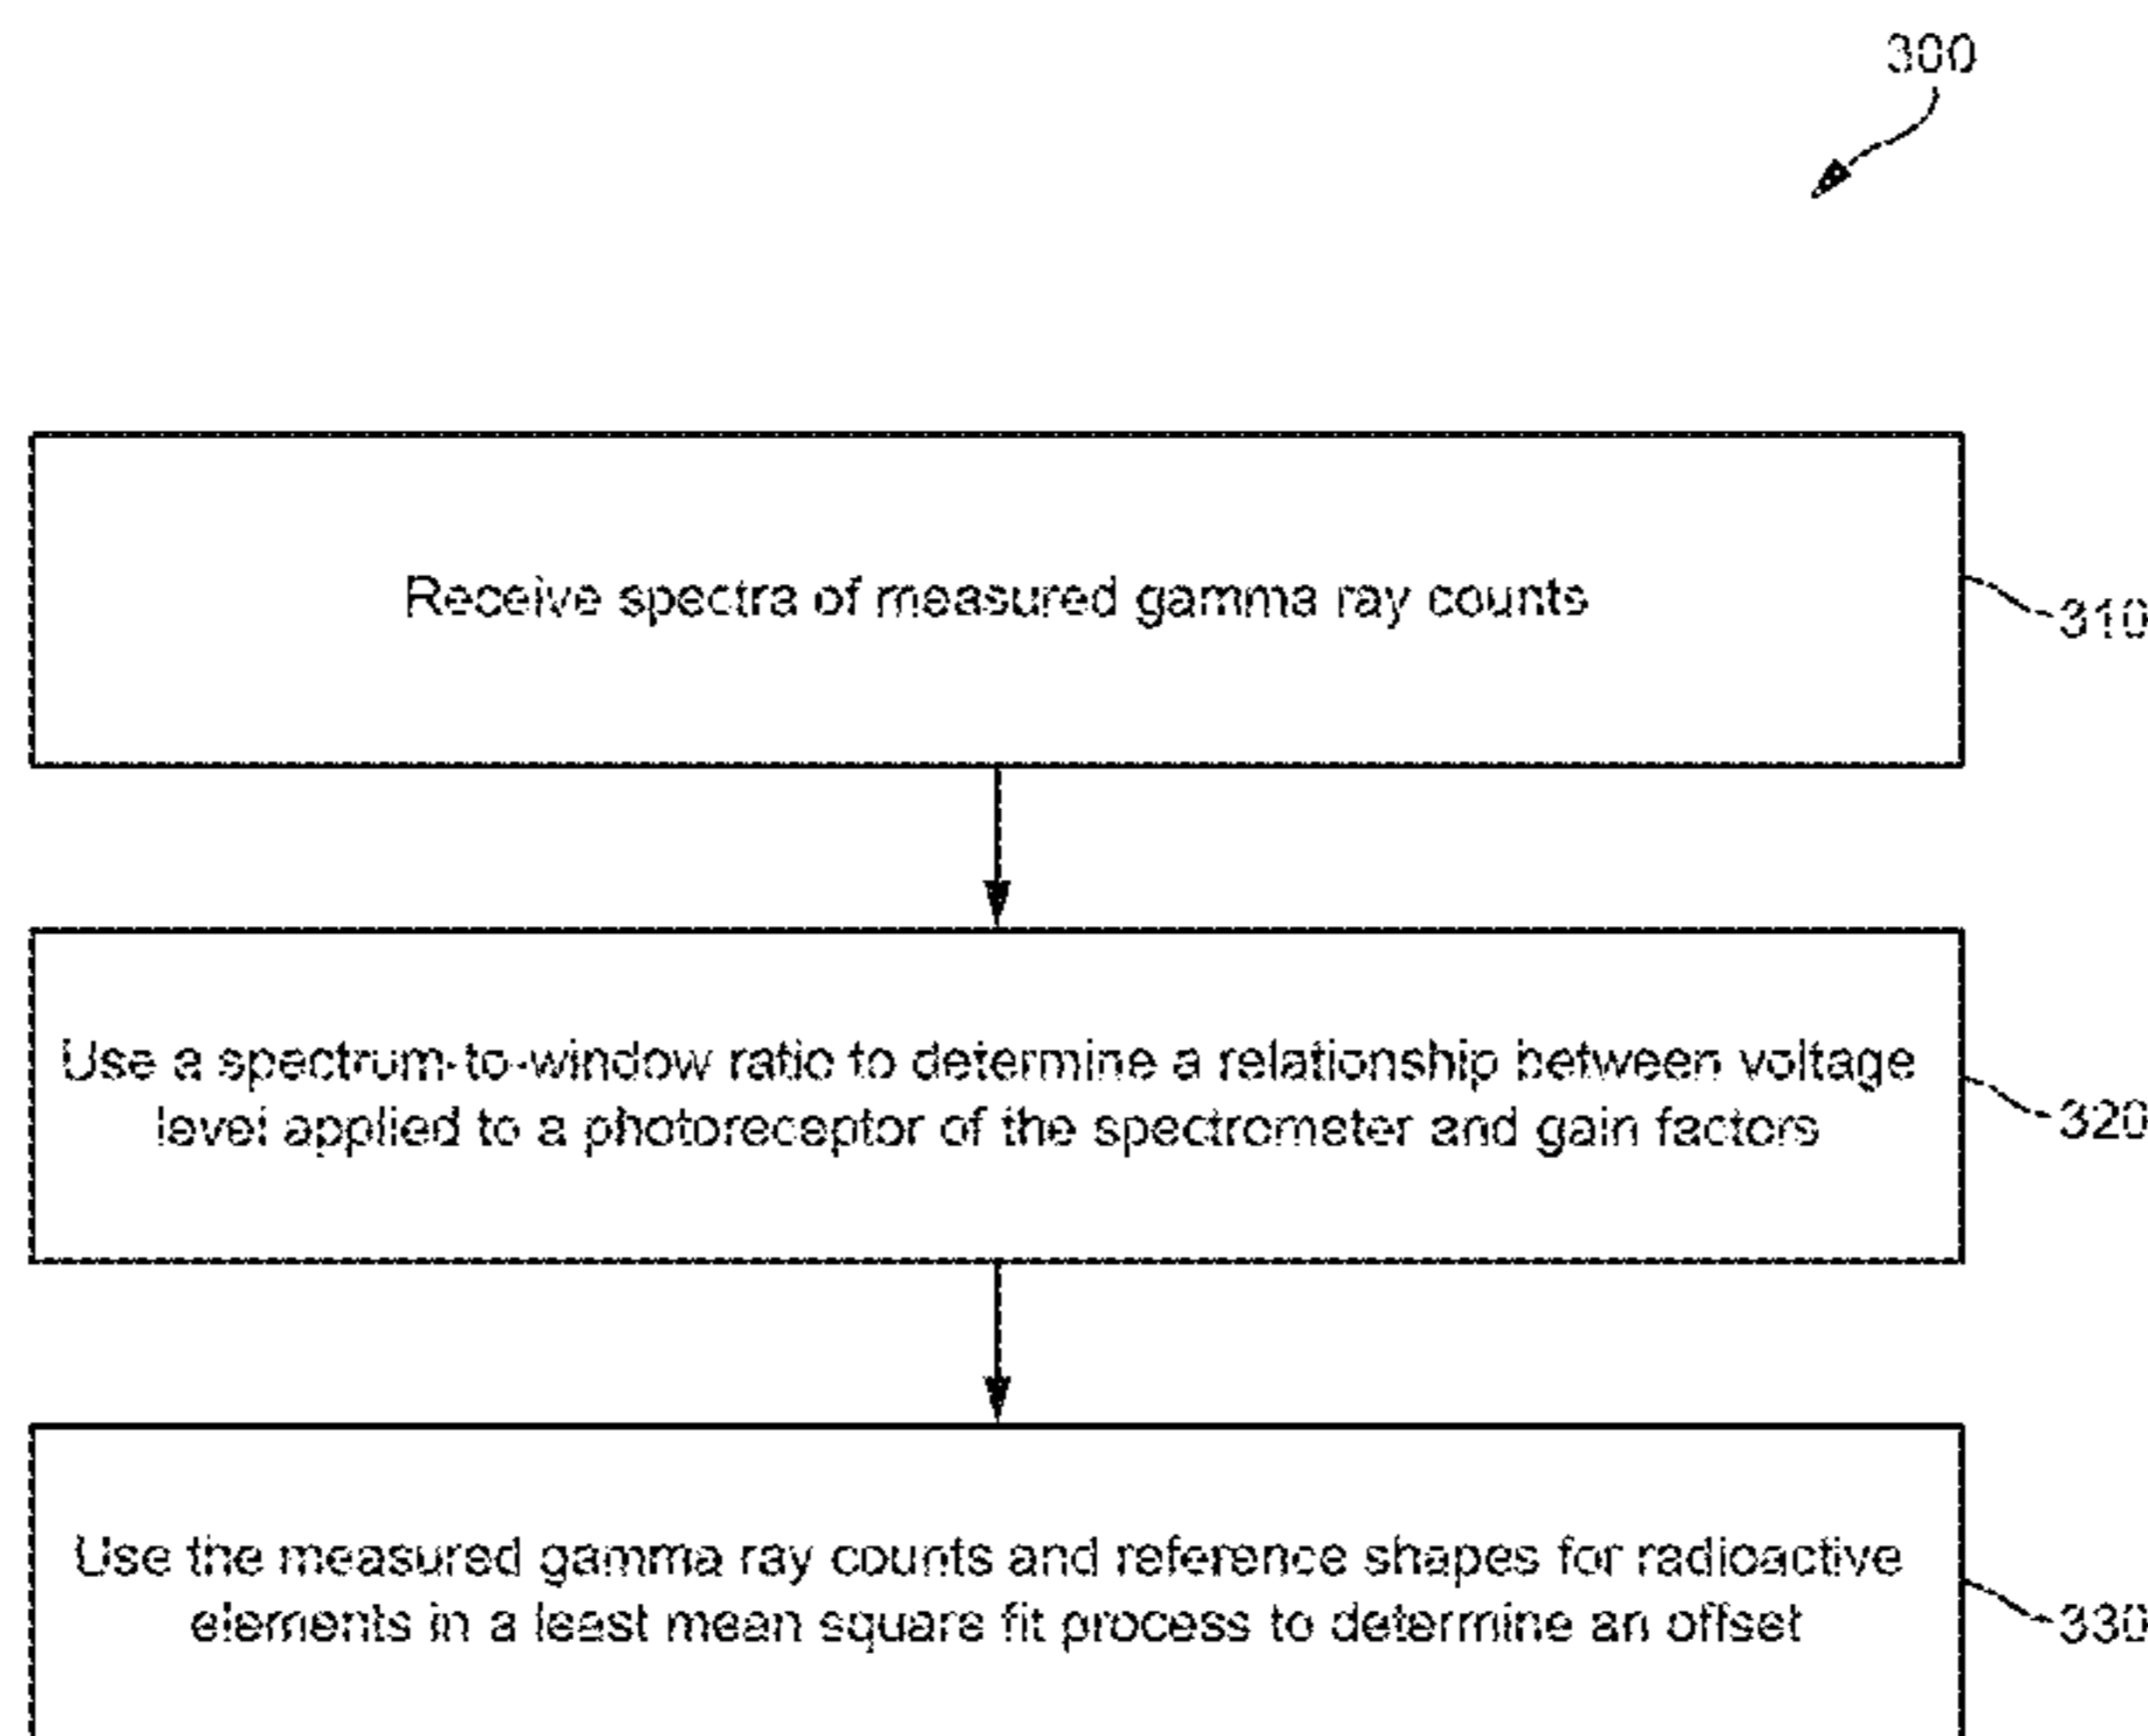 300
Receive spectra of measured gamma ray counts
310
Use a spectrum-to-window ratio to determine a relationship between voltage
level applied to a photoreceptor of the spectrometer and gain factors
320
Use the measured gamma ray counts and reference shapes for radioactive
elements in a least mean square fit process to determine an offset
330